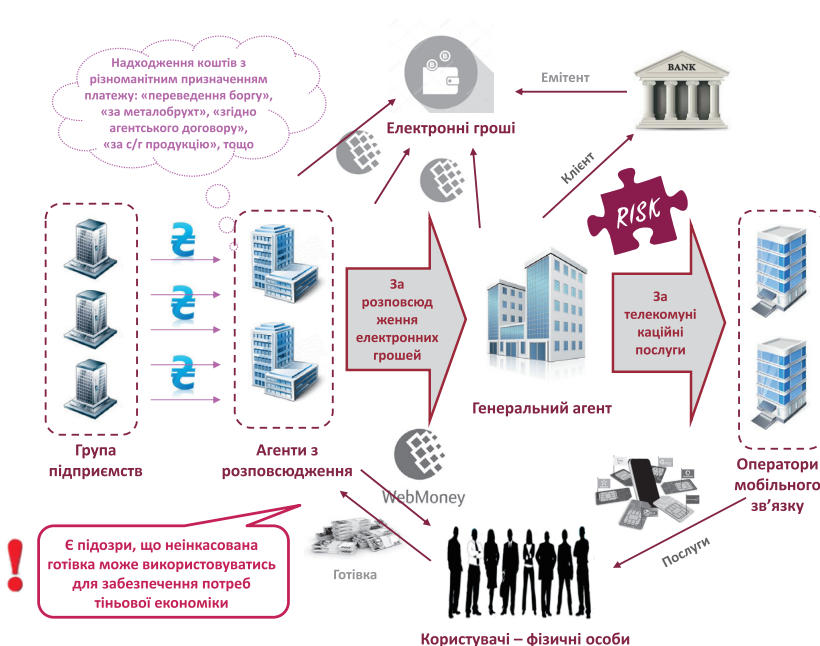 Надходження коштів з
різноманітним призначенням
платежу: «переведення боргу»,
«за металобрухт», «згідно
агентського договору»,
«за с/г продукцію», тощо
Емітент
BANK
Електронні гроші
Клієнт
RISK
За
розповсюд
ження
електронних
грошей
За
телекомуні
каційні
послуги
Генеральний агент
Група
підприємств
Агенти з
розповсюдження
Оператори
мобільного
зв’язку
WebMoney
Є підозри, що неінкасована
готівка може використовуватись
для забезпечення потреб
тіньової економіки
Готівка
Послуги
Користувачі – фізичні особи